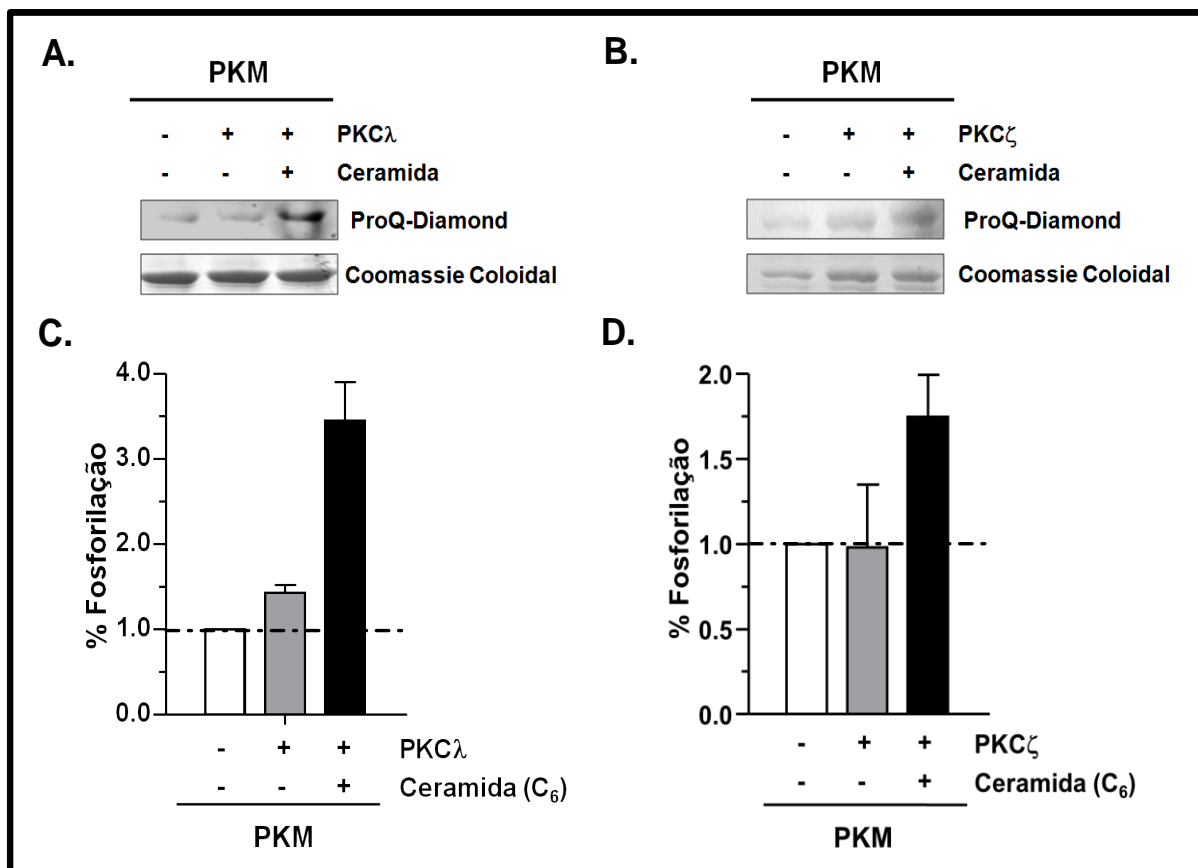 A.
PKM
- + + PKCλ
- - + Ceramida
ProQ-Diamond
Coomassie Coloidal
B.
PKM
- + + PKCζ
- - + Ceramida
ProQ-Diamond
Coomassie Coloidal
C.
% Fosforilação
4.0
3.0
2.0
1.0
0.0
- + + PKCλ
- - + Ceramida (C₆)
PKM
D.
% Fosforilação
2.0
1.5
1.0
0.5
0.0
- + + PKCζ
- - + Ceramida (C₆)
PKM